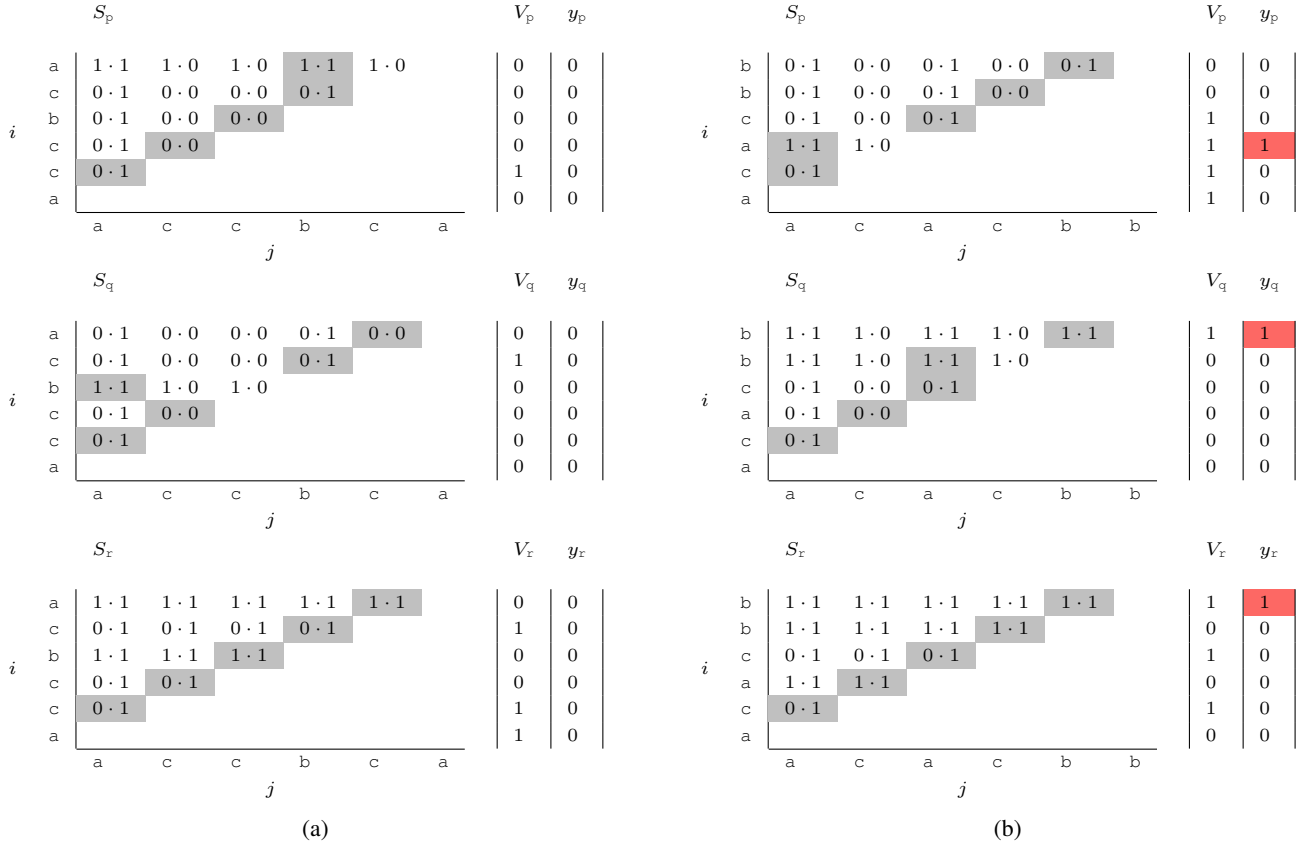 S_p V_p y_p
a 1 · 1 1 · 0 1 · 0 1 · 1 1 · 0 0 0
c 0 · 1 0 · 0 0 · 0 0 · 1 0 0
b 0 · 1 0 · 0 0 · 0 0 0
i
c 0 · 1 0 · 0 0 0
c 0 · 1 1 0
a 0 0
a c c b c a
j
S_q V_q y_q
a 0 · 1 0 · 0 0 · 0 0 · 1 0 · 0 0 0
c 0 · 1 0 · 0 0 · 0 0 · 1 1 0
b 1 · 1 1 · 0 1 · 0 0 0
i
c 0 · 1 0 · 0 0 0
c 0 · 1 0 0
a 0 0
a c c b c a
j
S_r V_r y_r
a 1 · 1 1 · 1 1 · 1 1 · 1 1 · 1 0 0
c 0 · 1 0 · 1 0 · 1 0 · 1 1 0
b 1 · 1 1 · 1 1 · 1 0 0
i
c 0 · 1 0 · 1 0 0
c 0 · 1 1 0
a 1 0
a c c b c a
j
(a)
S_p V_p y_p
b 0 · 1 0 · 0 0 · 1 0 · 0 0 · 1 0 0
b 0 · 1 0 · 0 0 · 1 0 · 0 0 0
c 0 · 1 0 · 0 0 · 1 1 0
i
a 1 · 1 1 · 0 1 1
c 0 · 1 1 0
a 1 0
a c a c b b
j
S_q V_q y_q
b 1 · 1 1 · 0 1 · 1 1 · 0 1 · 1 1 1
b 1 · 1 1 · 0 1 · 1 1 · 0 0 0
c 0 · 1 0 · 0 0 · 1 0 0
i
a 0 · 1 0 · 0 0 0
c 0 · 1 0 0
a 0 0
a c a c b b
j
S_r V_r y_r
b 1 · 1 1 · 1 1 · 1 1 · 1 1 · 1 1 1
b 1 · 1 1 · 1 1 · 1 1 · 1 0 0
c 0 · 1 0 · 1 0 · 1 1 0
i
a 1 · 1 1 · 1 0 0
c 0 · 1 1 0
a 0 0
a c a c b b
j
(b)